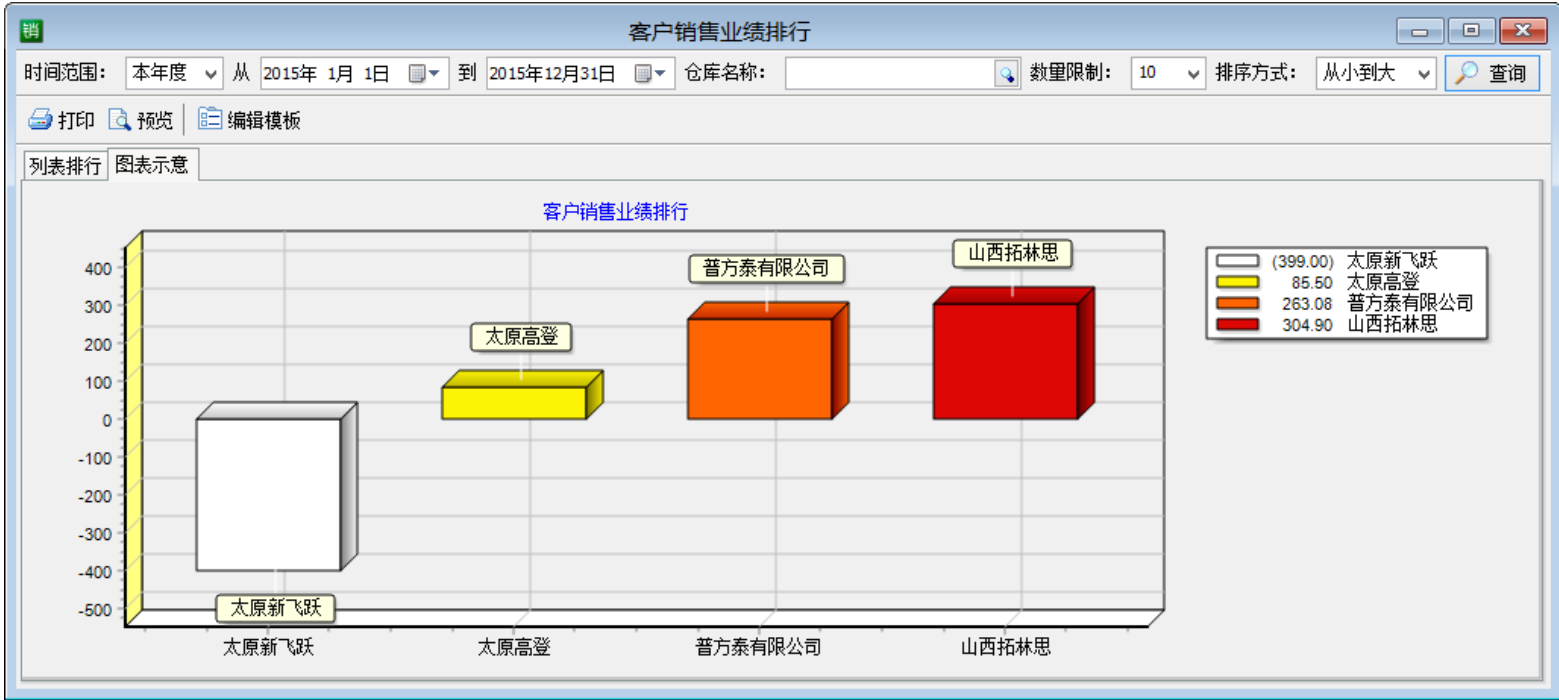 销
客户销售业绩排行
时间范围： 本年度 从 2015年 1月 1日 到 2015年12月31日 仓库名称： 数量限制： 10 排序方式： 从小到大 查询
打印 预览 编辑模板
列表排行 图表示意
客户销售业绩排行
400
300
200
100
0
-100
-200
-300
-400
-500
太原新飞跃
太原高登
普方泰有限公司
山西拓林思
太原新飞跃 太原高登 普方泰有限公司 山西拓林思
(399.00) 太原新飞跃
85.50 太原高登
263.08 普方泰有限公司
304.90 山西拓林思